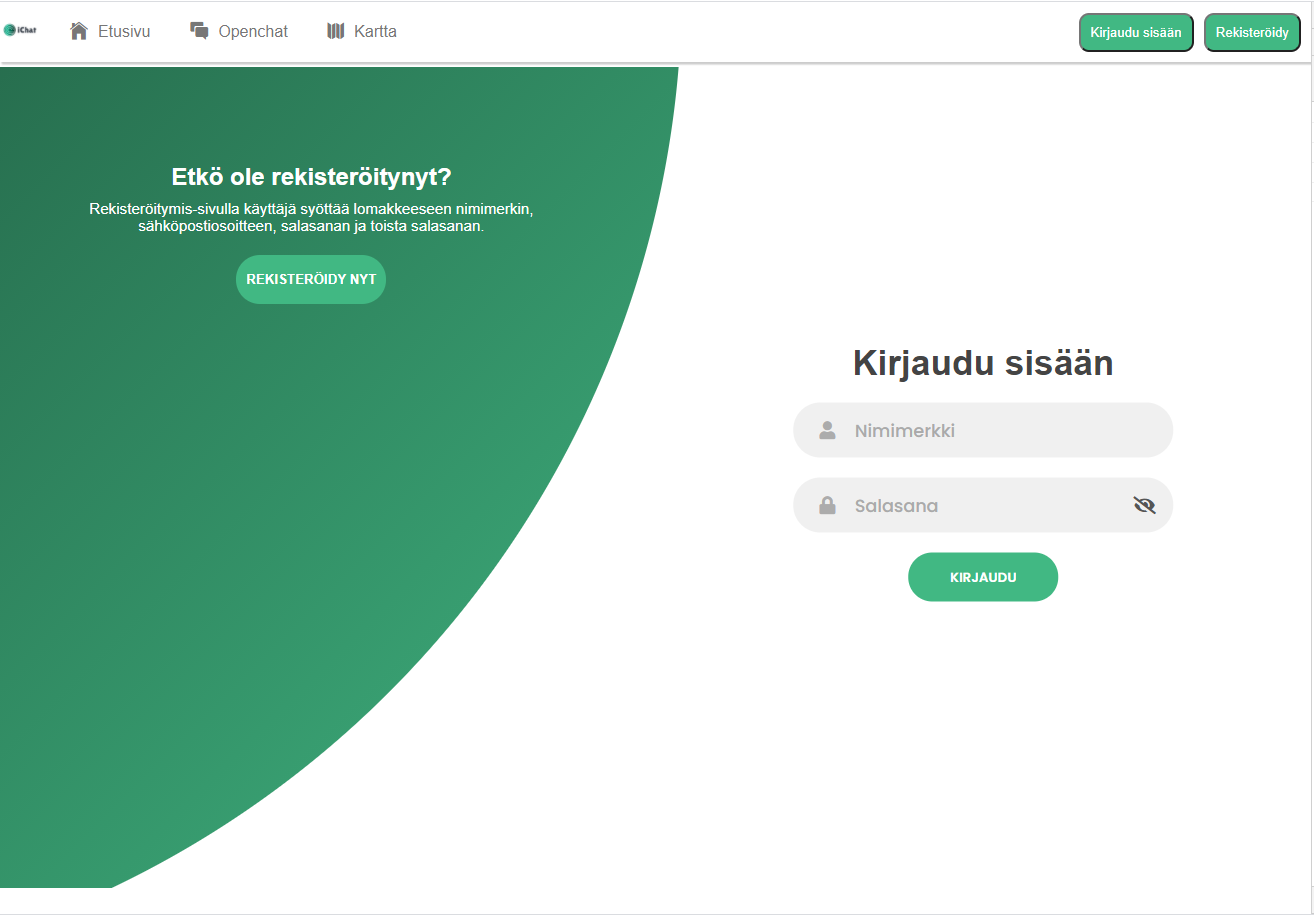 iChat
Etusivu
Openchat
Kartta
Kirjaudu sisään
Rekisteröidy
Etkö ole rekisteröitynyt?
Rekisteröitymis-sivulla käyttäjä syöttää lomakkeeseen nimimerkin,
sähköpostiosoitteen, salasanan ja toista salasanan.
REKISTERÖIDY NYT
Kirjaudu sisään
Nimimerkki
Salasana
KIRJAUDU